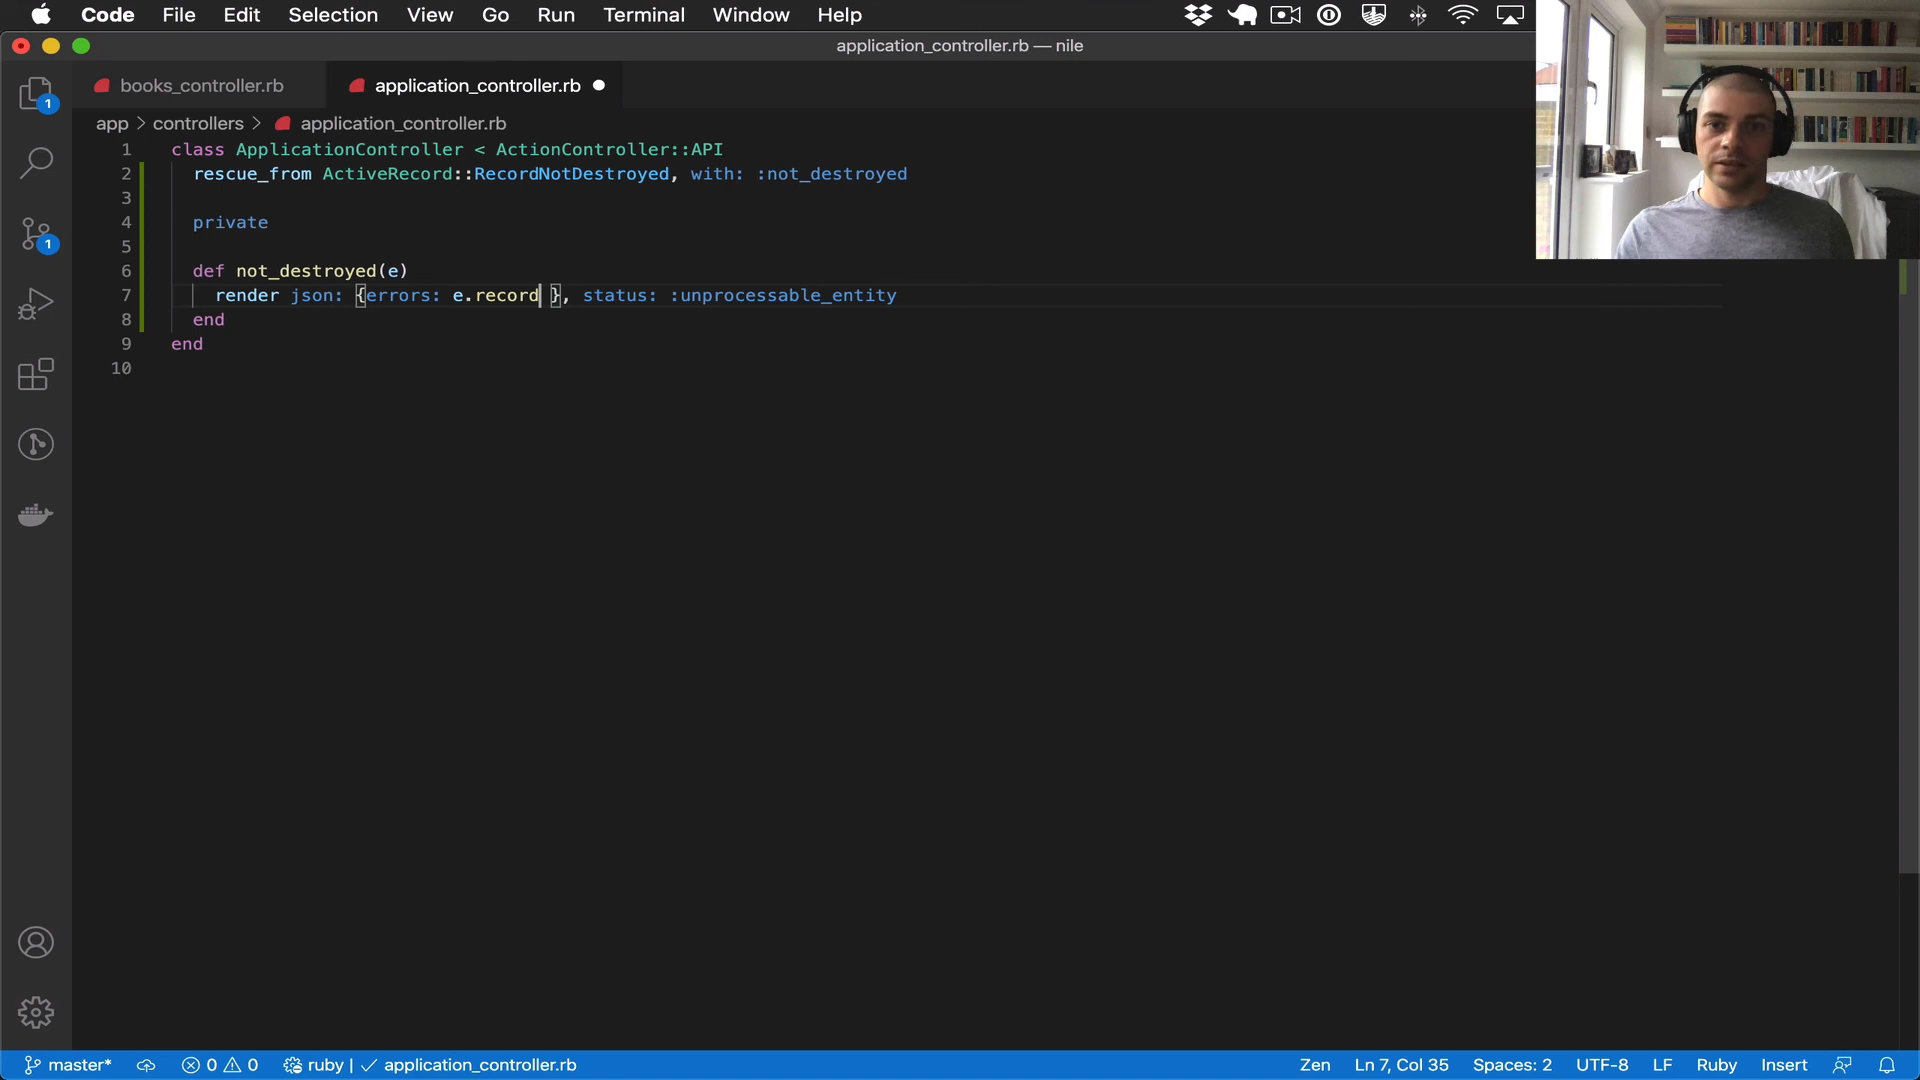 Code File Edit Selection View Go Run Terminal Window Help
application_controller.rb — nile
books_controller.rb application_controller.rb
app > controllers > application_controller.rb
1 class ApplicationController < ActionController::API
2 rescue_from ActiveRecord::RecordNotDestroyed, with: :not_destroyed
3
4 private
5
6 def not_destroyed(e)
7 render json: {errors: e.record }, status: :unprocessable_entity
8 end
9 end
10
1
1
master* 0 0 ruby | ✓ application_controller.rb Zen Ln 7, Col 35 Spaces: 2 UTF-8 LF Ruby Insert